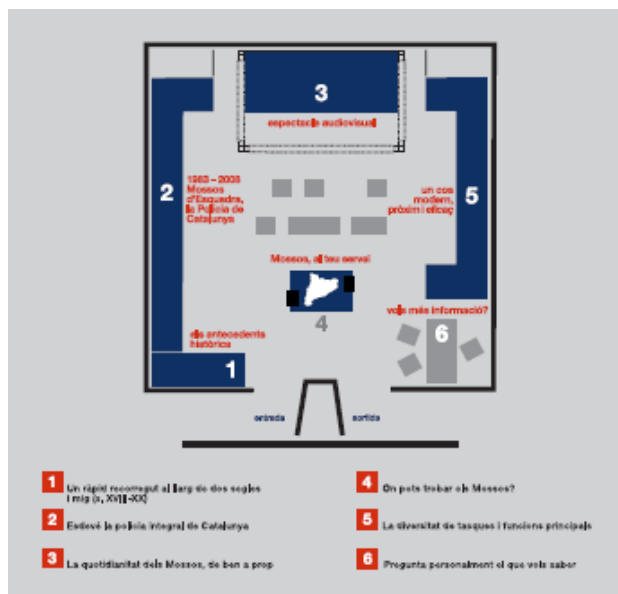 3
espectacle audiovisual
2
1983 – 2008
Mossos
d'Esquadra,
la Policia de
Catalunya
un cos
modern,
pròxim i eficaç
5
Mossos, al teu servei
4
vols més informació?
6
els antecedents
històrics
1
entrada
sortida
1 Un ràpid recorregut al llarg de dos segles
i mig (s. XVIII-XX)
2 Esdevé la policia integral de Catalunya
3 La quotidianitat dels Mossos, de ben a prop
4 On pots trobar els Mossos?
5 La diversitat de tasques i funcions principals
6 Pregunta personalment el que vols saber